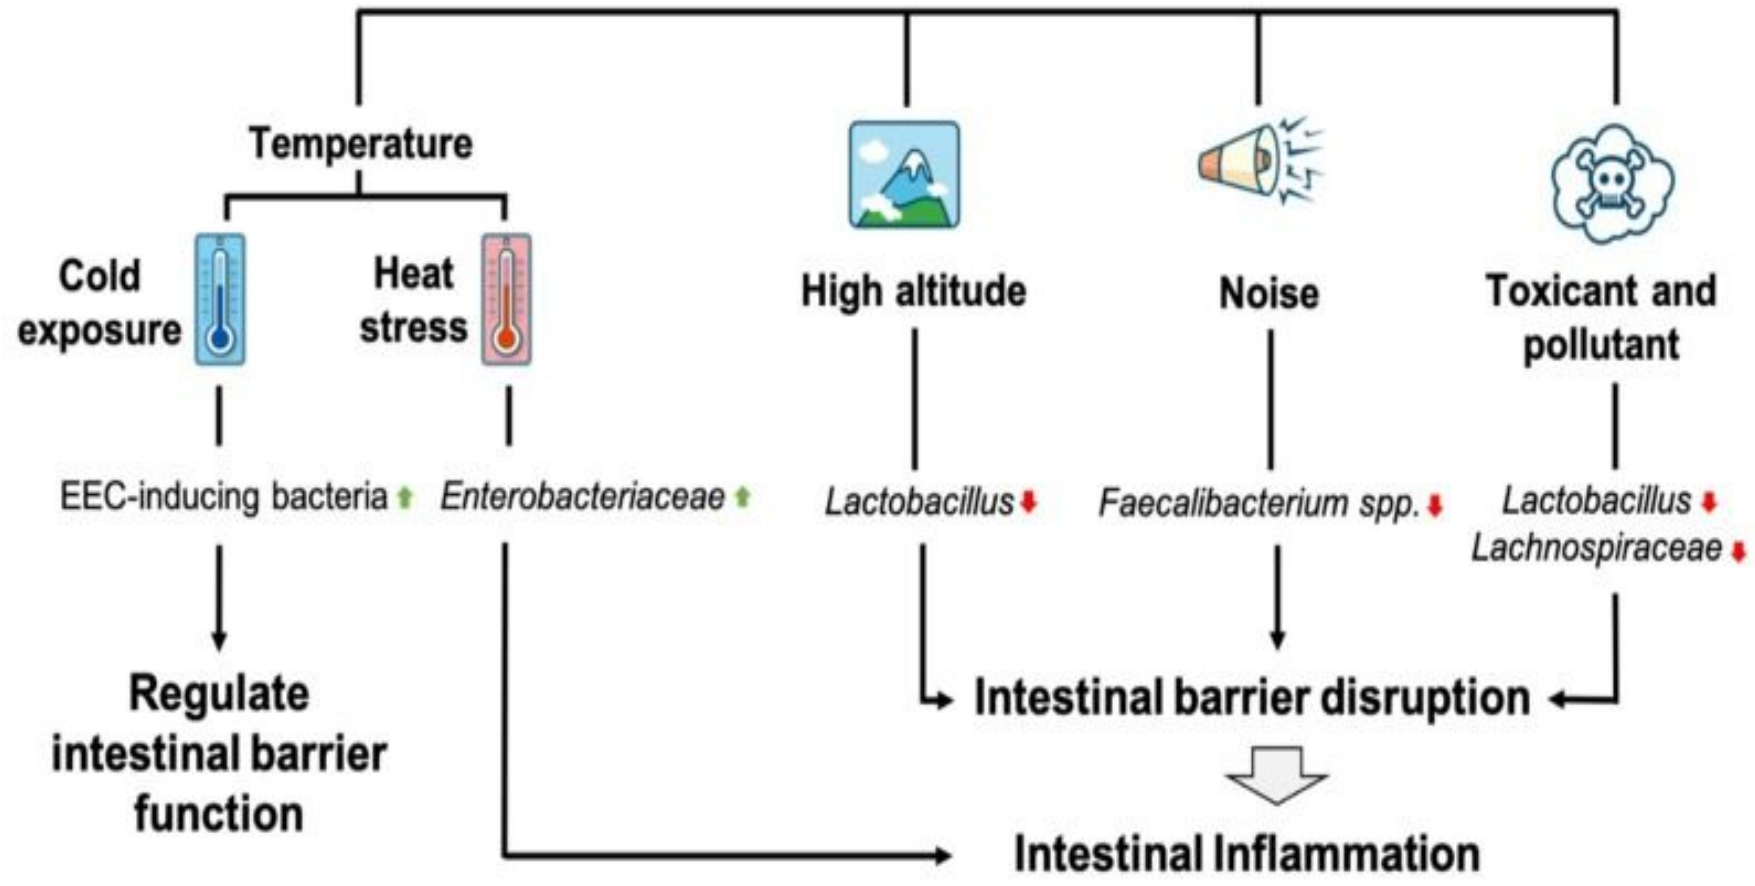 Temperature
Cold
exposure
Heat
stress
High altitude
Noise
Toxicant and
pollutant
EEC-inducing bacteria
Enterobacteriaceae
Lactobacillus
Faecalibacterium spp.
Lactobacillus
Lachnospiraceae
Regulate
intestinal barrier
function
Intestinal barrier disruption
Intestinal Inflammation